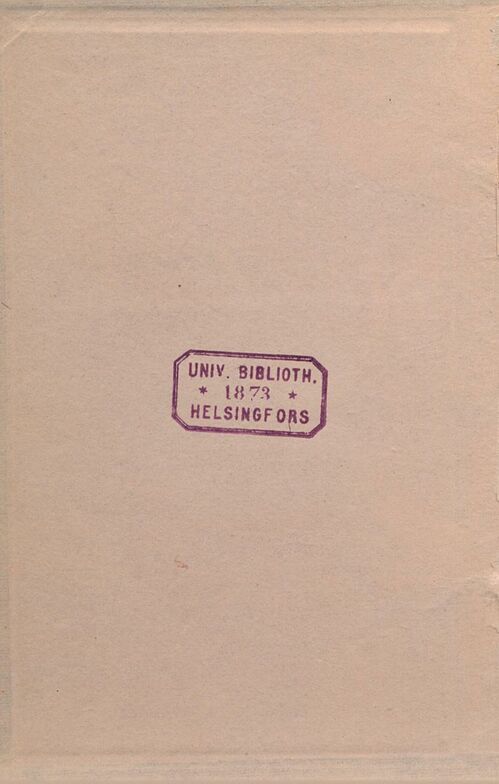 UNIV. BIBLIOTH.
* 1873 *
HELSINGFORS